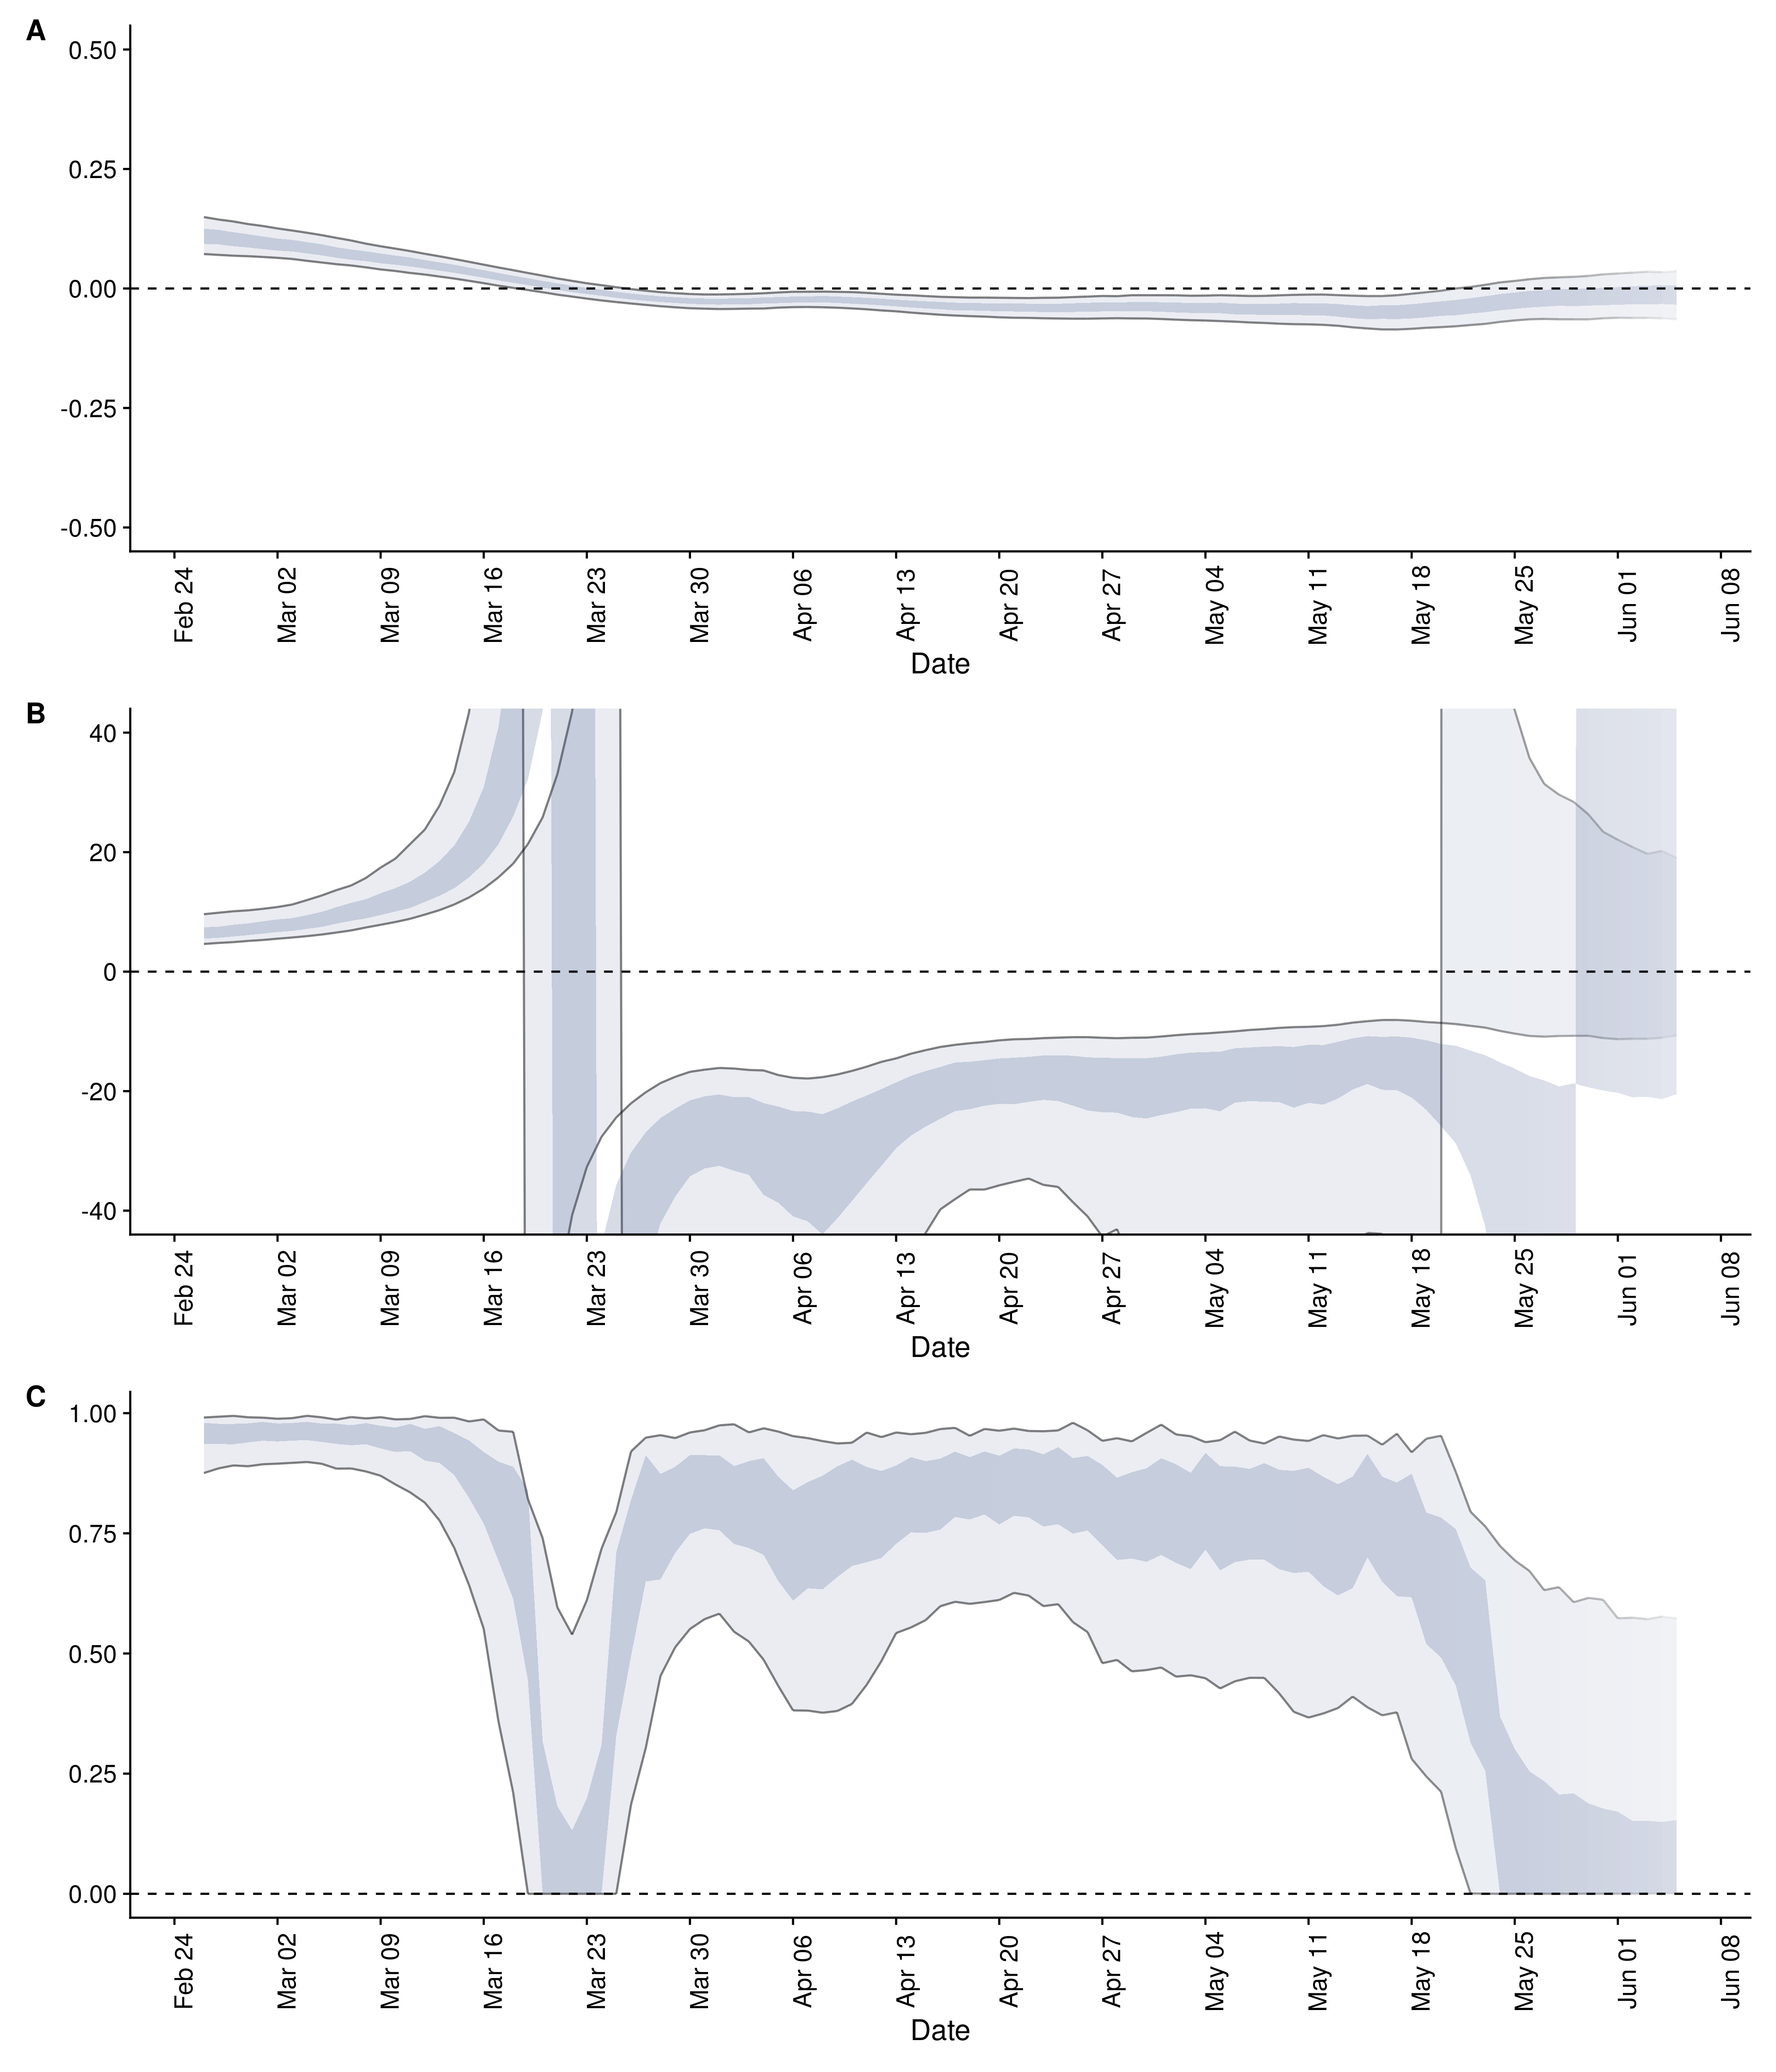 A
0.50
0.25
0.00
-0.25
-0.50
Feb 24
Mar 02
Mar 09
Mar 16
Mar 23
Mar 30
Apr 06
Apr 13
Apr 20
Apr 27
May 04
May 11
May 18
May 25
Jun 01
Jun 08
Date
B
40
20
0
-20
-40
Feb 24
Mar 02
Mar 09
Mar 16
Mar 23
Mar 30
Apr 06
Apr 13
Apr 20
Apr 27
May 04
May 11
May 18
May 25
Jun 01
Jun 08
Date
C
1.00
0.75
0.50
0.25
0.00
Feb 24
Mar 02
Mar 09
Mar 16
Mar 23
Mar 30
Apr 06
Apr 13
Apr 20
Apr 27
May 04
May 11
May 18
May 25
Jun 01
Jun 08
Date